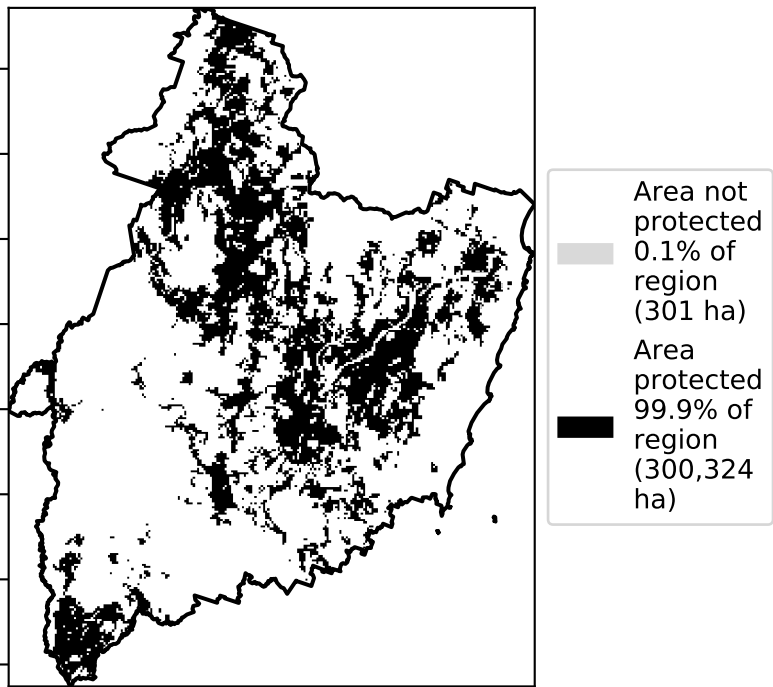 Area not
protected
0.1% of
region
(301 ha)
Area
protected
99.9% of
region
(300,324
ha)